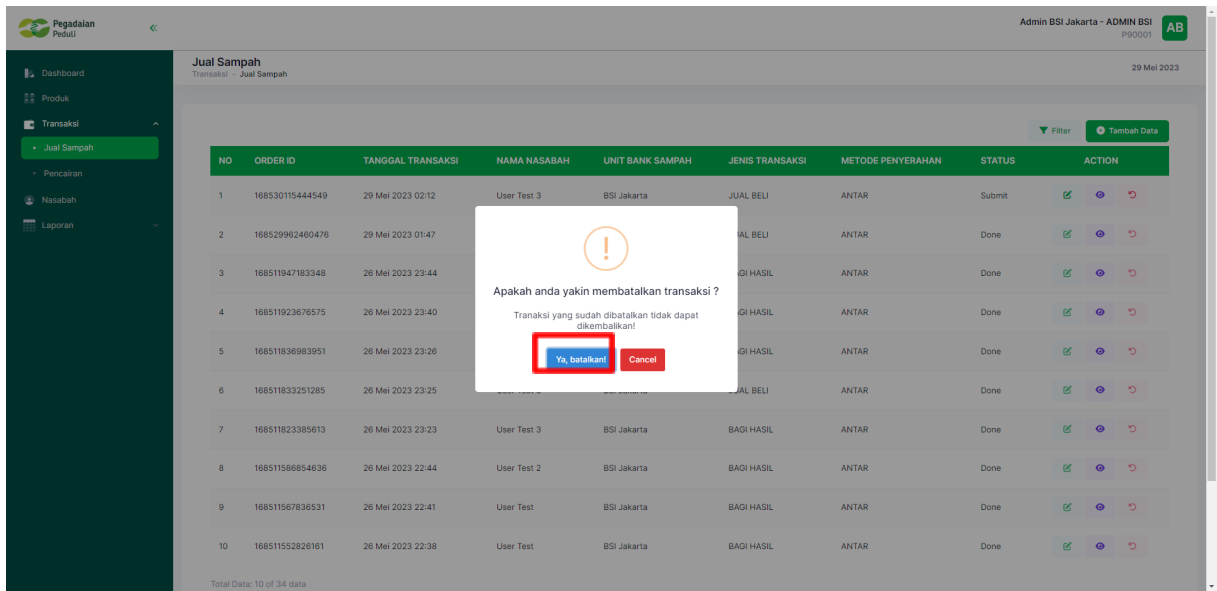 Pegadaian
Peduli
Admin BSI Jakarta - ADMIN BSI
P90001
AB
Dashboard
Produk
Transaksi
Jual Sampah
Pencairan
Nasabah
Laporan
Jual Sampah
Transaksi - Jual Sampah
29 Mei 2023
Filter
Tambah Data
NO ORDER ID TANGGAL TRANSAKSI NAMA NASABAH UNIT BANK SAMPAH JENIS TRANSAKSI METODE PENYERAHAN STATUS ACTION
1 168530115444549 29 Mei 2023 02:12 User Test 3 BSI Jakarta JUAL BELI ANTAR Submit
2 168529962460476 29 Mei 2023 01:47 ANTAR Done
3 168511947183348 26 Mei 2023 23:44 HASIL ANTAR Done
4 168511923676575 26 Mei 2023 23:40 HASIL ANTAR Done
5 168511836983951 26 Mei 2023 23:26 HASIL ANTAR Done
6 168511833251285 26 Mei 2023 23:25 BELI ANTAR Done
7 168511823385613 26 Mei 2023 23:23 User Test 3 BSI Jakarta BAGI HASIL ANTAR Done
8 168511586854636 26 Mei 2023 22:44 User Test 2 BSI Jakarta BAGI HASIL ANTAR Done
9 168511567836531 26 Mei 2023 22:41 User Test BSI Jakarta BAGI HASIL ANTAR Done
10 168511552826161 26 Mei 2023 22:38 User Test BSI Jakarta BAGI HASIL ANTAR Done
Total Data: 10 of 34 data
!
Apakah anda yakin membatalkan transaksi ?
Tranaksi yang sudah dibatalkan tidak dapat
dikembalikan!
Ya, batalkan!
Cancel